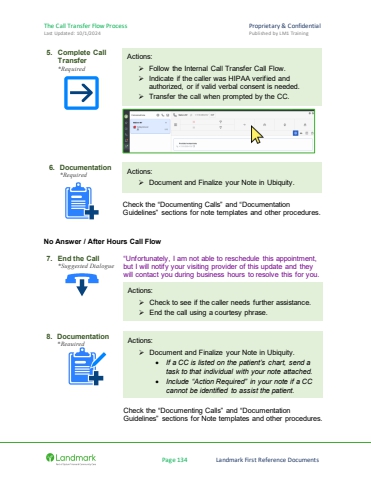 The Call Transfer Flow Process
Proprietary & Confidential
Last updated: 10/1/2024
Published by LML Training
5. Complete Call
Transfer
*Required
Actions:
➢ Follow the Internal Call Transfer Call Flow.
➢ Indicate if the caller was HIPAA verified and
authorized, or if valid verbal consent is needed.
➢ Transfer the call when prompted by the CC.
6. Documentation
*Required
Actions:
➢ Document and Finalize your Note in Ubiquity.
Check the “Documenting Calls” and “Documentation
Guidelines” sections for note templates and other procedures.
No Answer / After Hours Call Flow
7. End the Call
*Suggested Dialogue
“Unfortunately, I am not able to reschedule this appointment,
but I will notify your visiting provider of this update and they
will contact you during business hours to resolve this for you.
Actions:
➢ Check to see if the caller needs further assistance.
➢ End the call using a courtesy phrase.
8. Documentation
*Required
Actions:
➢ Document and Finalize your Note in Ubiquity.
• If a CC is listed on the patient’s chart, send a
task to that individual with your note attached.
• Include “Action Required” in your note if a CC
cannot be identified to assist the patient.
Check the “Documenting Calls” and “Documentation
Guidelines” sections for Note templates and other procedures.
Landmark
Page 134
Landmark First Reference Documents